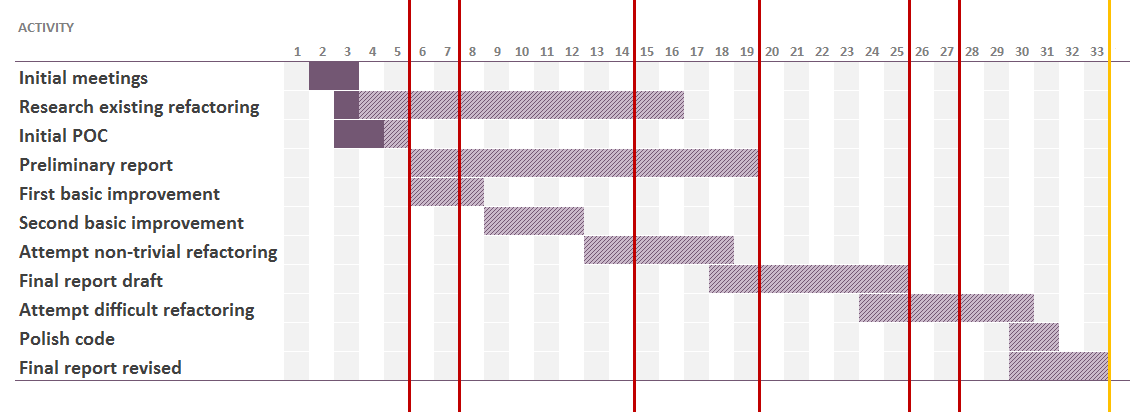 ACTIVITY
1 2 3 4 5 6 7 8 9 10 11 12 13 14 15 16 17 18 19 20 21 22 23 24 25 26 27 28 29 30 31 32 33
Initial meetings
Research existing refactoring
Initial POC
Preliminary report
First basic improvement
Second basic improvement
Attempt non-trivial refactoring
Final report draft
Attempt difficult refactoring
Polish code
Final report revised